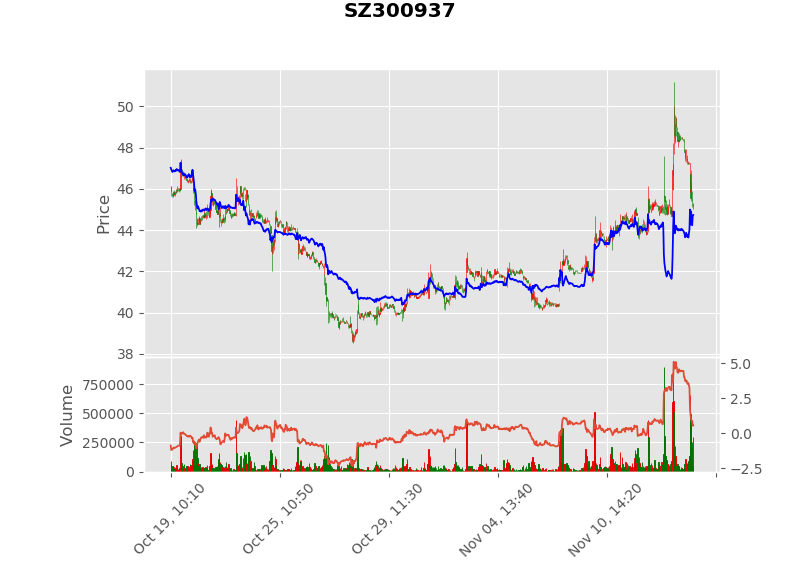 SZ300937
50
48
46
44
42
40
38
Price
750000
500000
250000
0
Volume
5.0
2.5
0.0
−2.5
Oct 19, 10:10
Oct 25, 10:50
Oct 29, 11:30
Nov 04, 13:40
Nov 10, 14:20